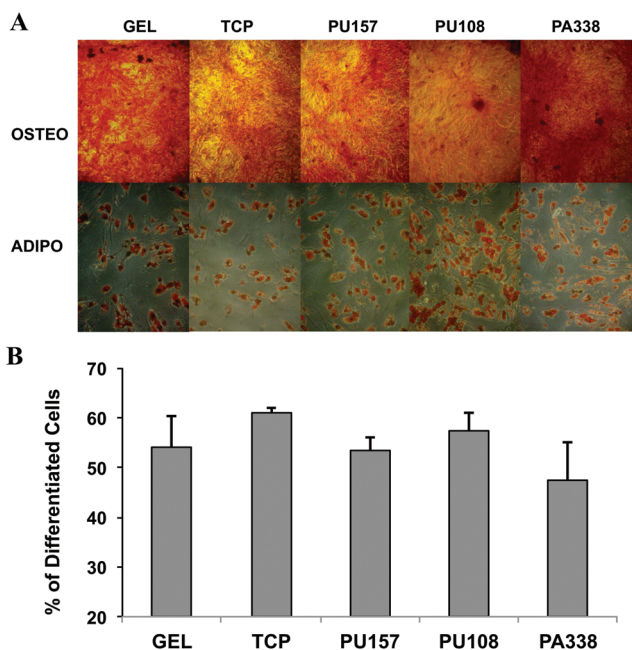 A
GEL TCP PU157 PU108 PA338
OSTEO
ADIPO
B
% of Differentiated Cells
70
60
50
40
30
20
GEL TCP PU157 PU108 PA338